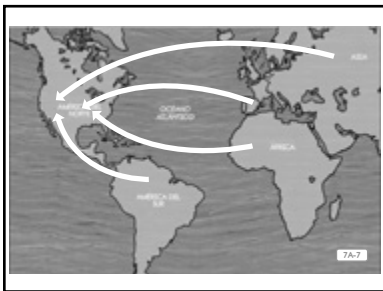 ASIA
AMÉRICA DEL
NORTE
OCÉANO
ATLÁNTICO
ÁFRICA
AMÉRICA DEL
SUR
7A-7